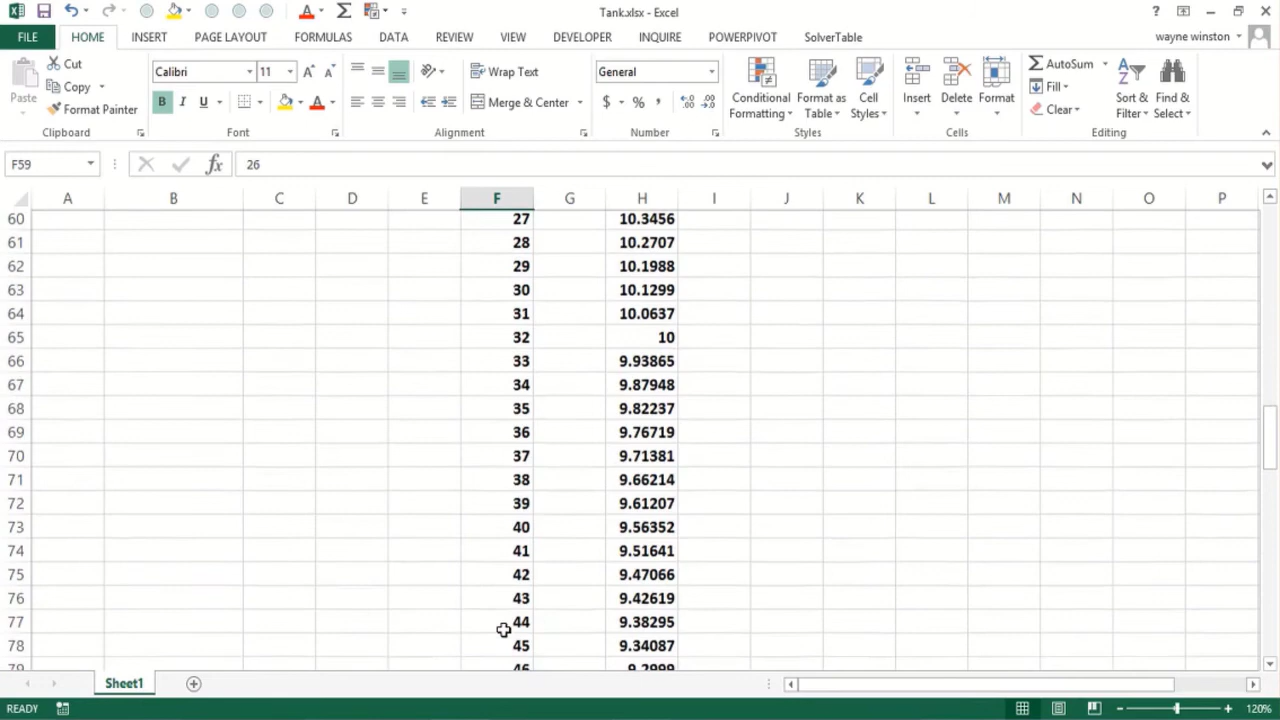 Tank.xlsx - Excel
?
FILE HOME INSERT PAGE LAYOUT FORMULAS DATA REVIEW VIEW DEVELOPER INQUIRE POWERPIVOT SolverTable wayne winston
Paste
Cut
Copy
Format Painter
Clipboard
Calibri 11
B I U
Font
Wrap Text
Merge & Center
Alignment
General
$ % ,
Number
Conditional Formatting
Format as Table
Cell Styles
Styles
Insert
Delete
Format
Cells
AutoSum
Fill
Clear
Sort & Filter
Find & Select
Editing
F59 fx 26
A B C D E F G H I J K L M N O P
60 27 10.3456
61 28 10.2707
62 29 10.1988
63 30 10.1299
64 31 10.0637
65 32 10
66 33 9.93865
67 34 9.87948
68 35 9.82237
69 36 9.76719
70 37 9.71381
71 38 9.66214
72 39 9.61207
73 40 9.56352
74 41 9.51641
75 42 9.47066
76 43 9.42619
77 44 9.38295
78 45 9.34087
79 46 9.2999
Sheet1
READY 120%